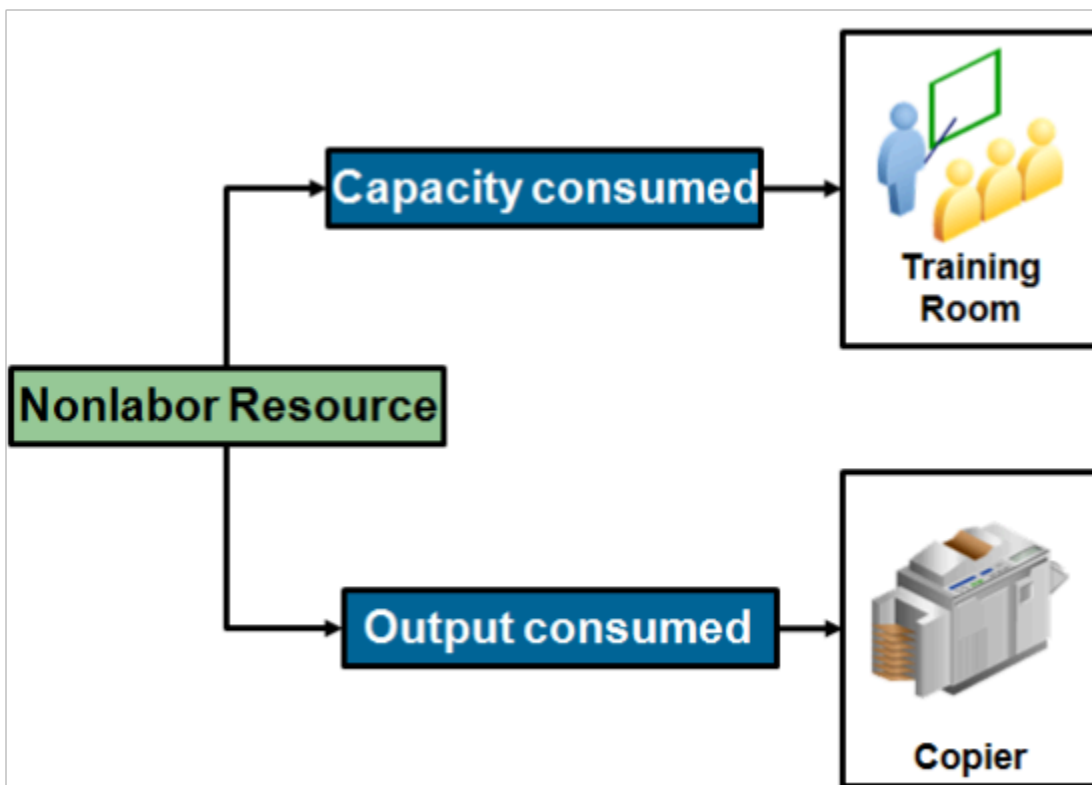 Capacity consumed
Training
Room
Nonlabor Resource
Output consumed
Copier